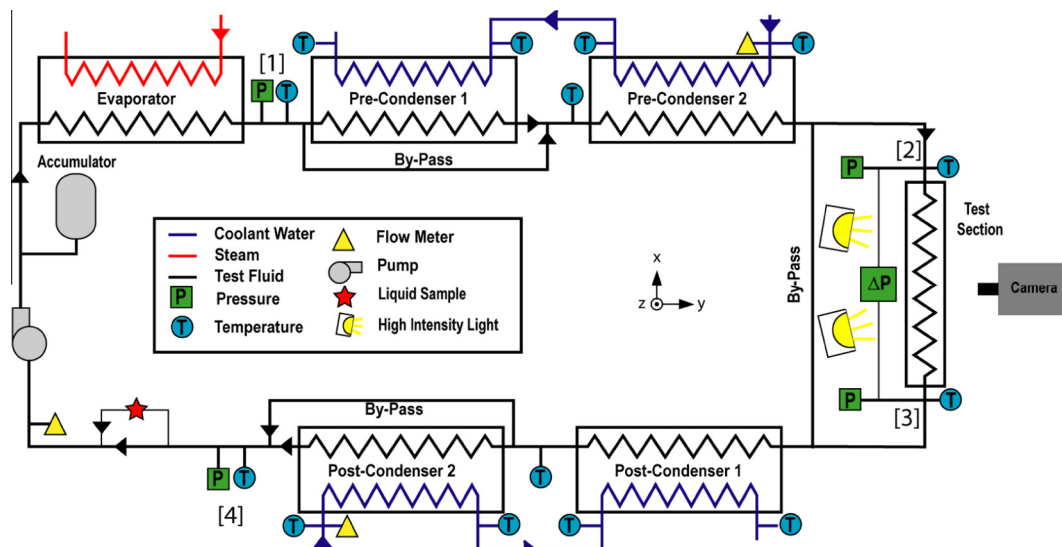 T
T
T
T
[1]
P
T
Evaporator
Pre-Condenser 1
T
Pre-Condenser 2
By-Pass
Accumulator
[2]
P
T
Test
Section
Coolant Water
Steam
Test Fluid
P
Pressure
T
Temperature
Flow Meter
Pump
Liquid Sample
High Intensity Light
x
z
y
By-Pass
ΔP
Camera
P
T
[3]
By-Pass
Post-Condenser 2
Post-Condenser 1
P
T
T
[4]
T
T
T
T